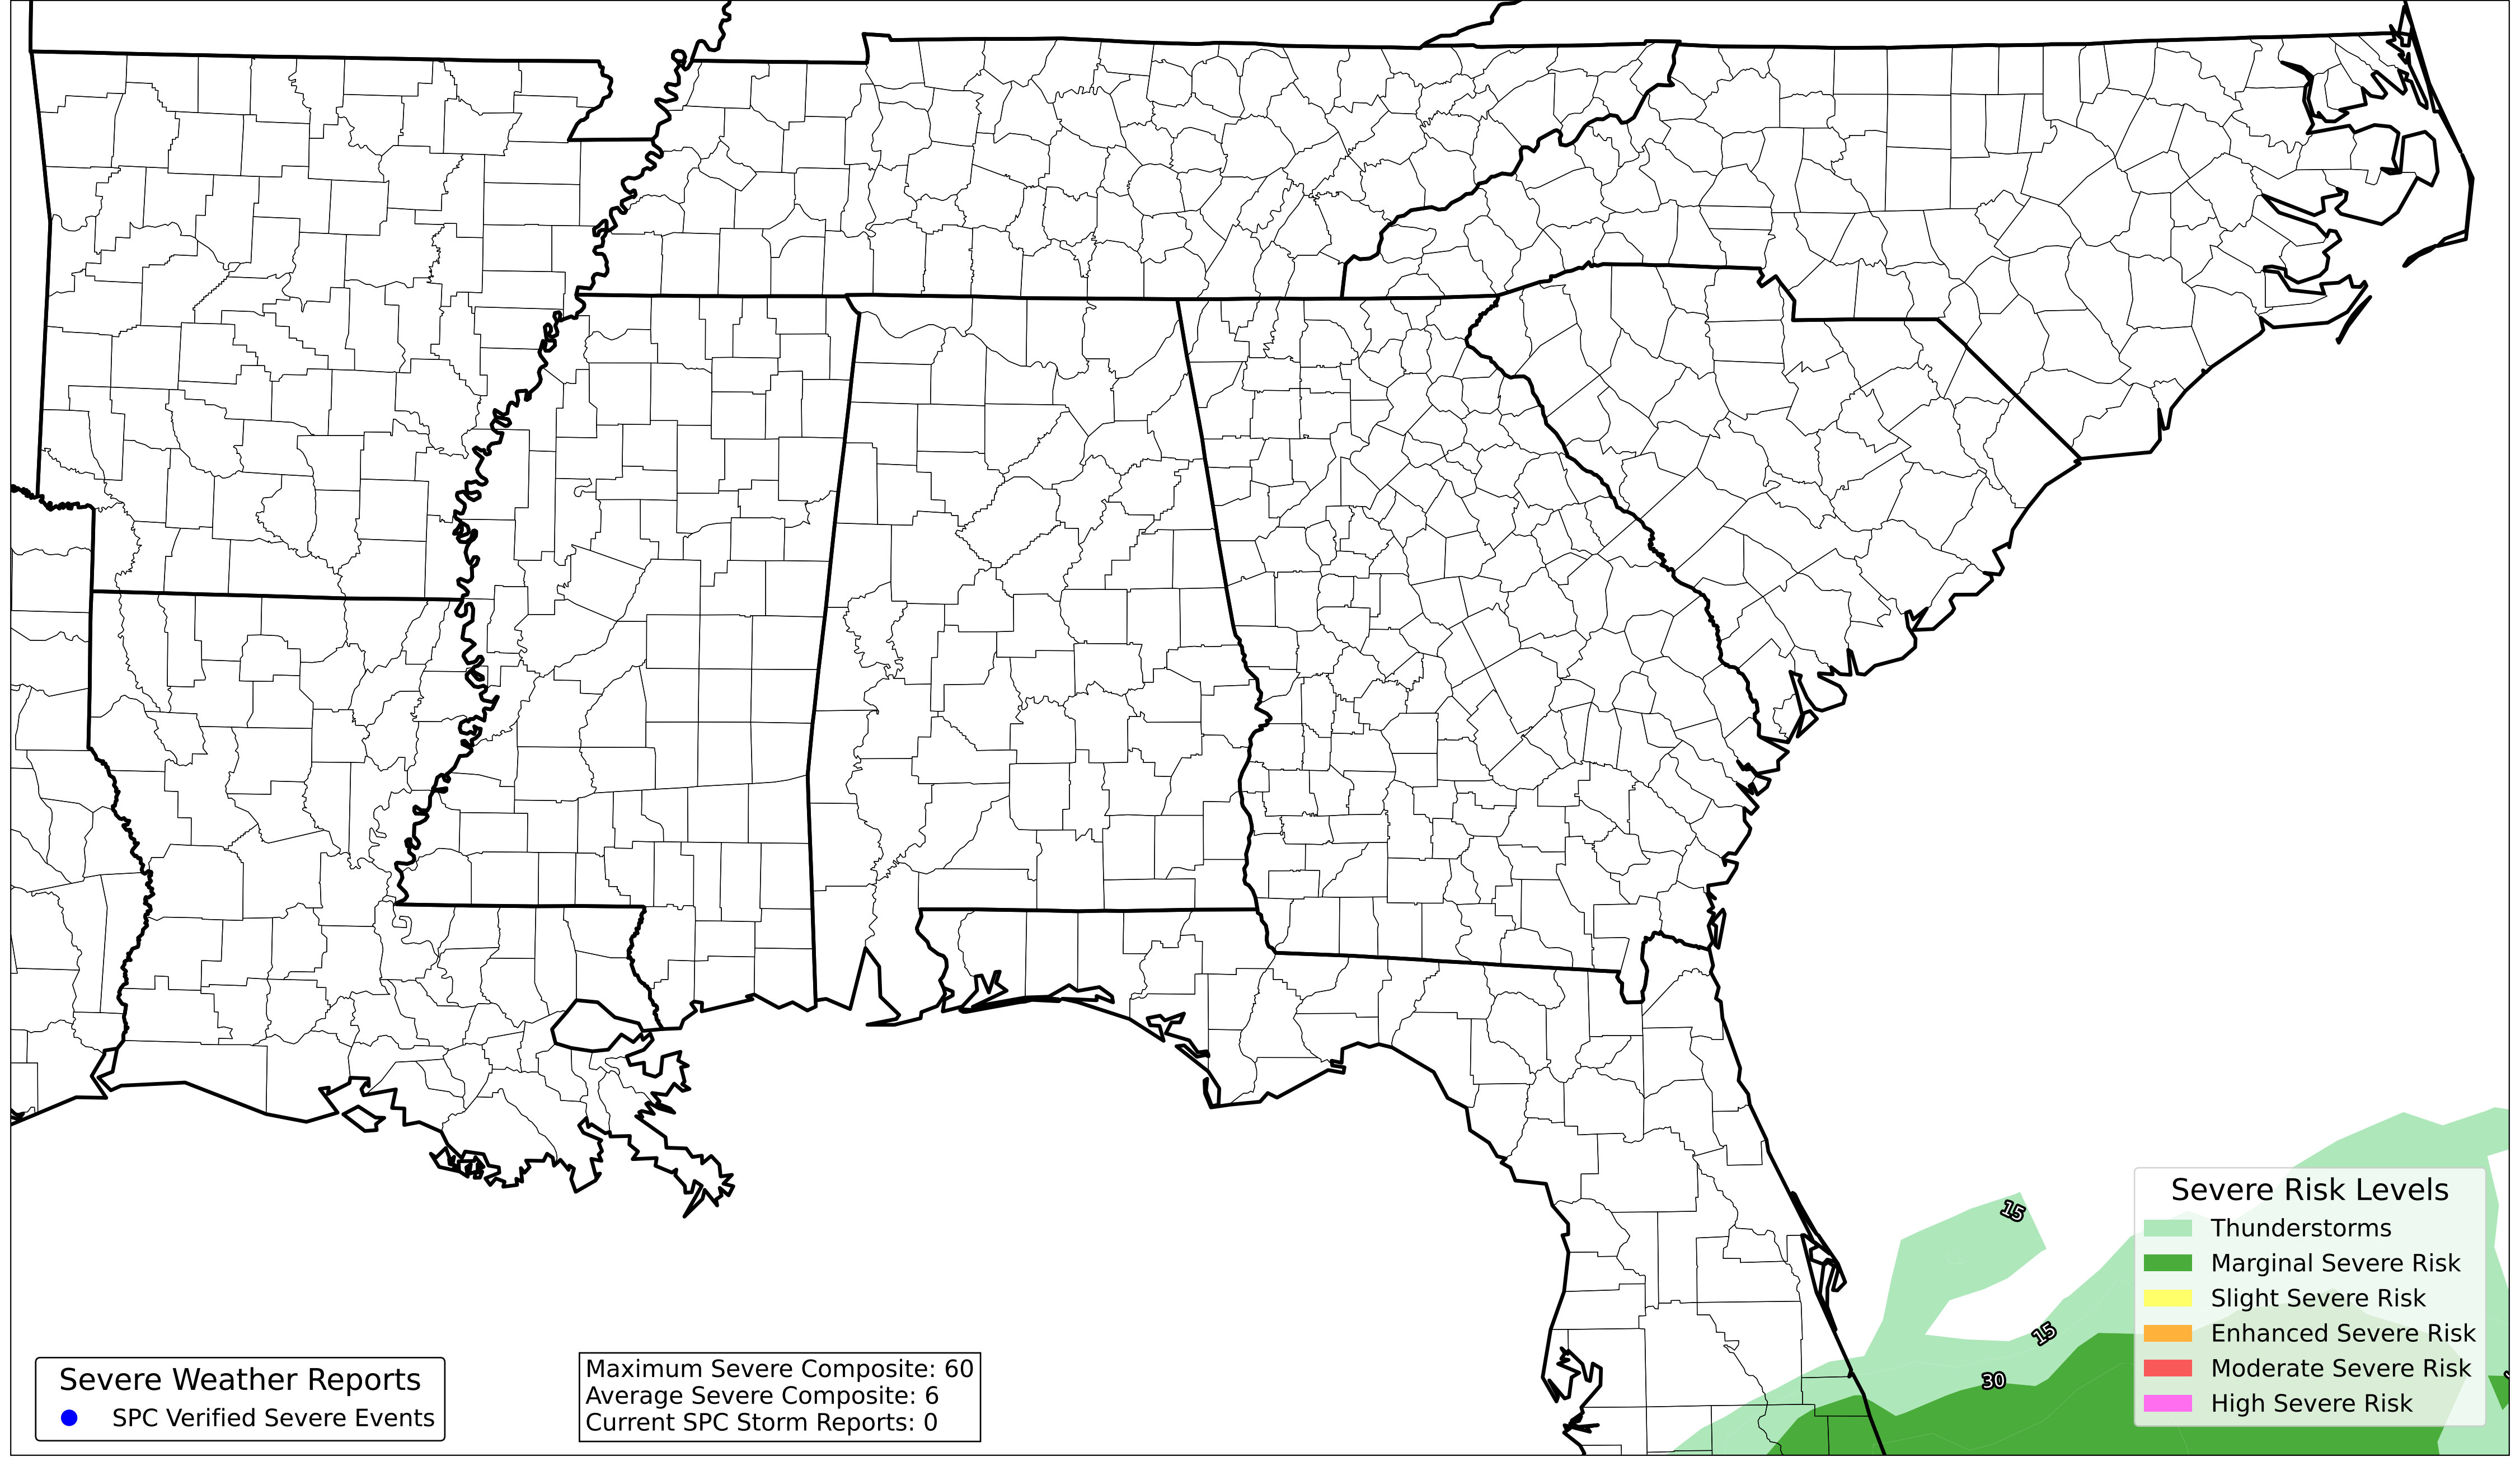 15
Severe Risk Levels
Thunderstorms
Marginal Severe Risk
Slight Severe Risk
15
Enhanced Severe Risk
Moderate Severe Risk
30
High Severe Risk
Severe Weather Reports
SPC Verified Severe Events
Maximum Severe Composite: 60
Average Severe Composite: 6
Current SPC Storm Reports: 0